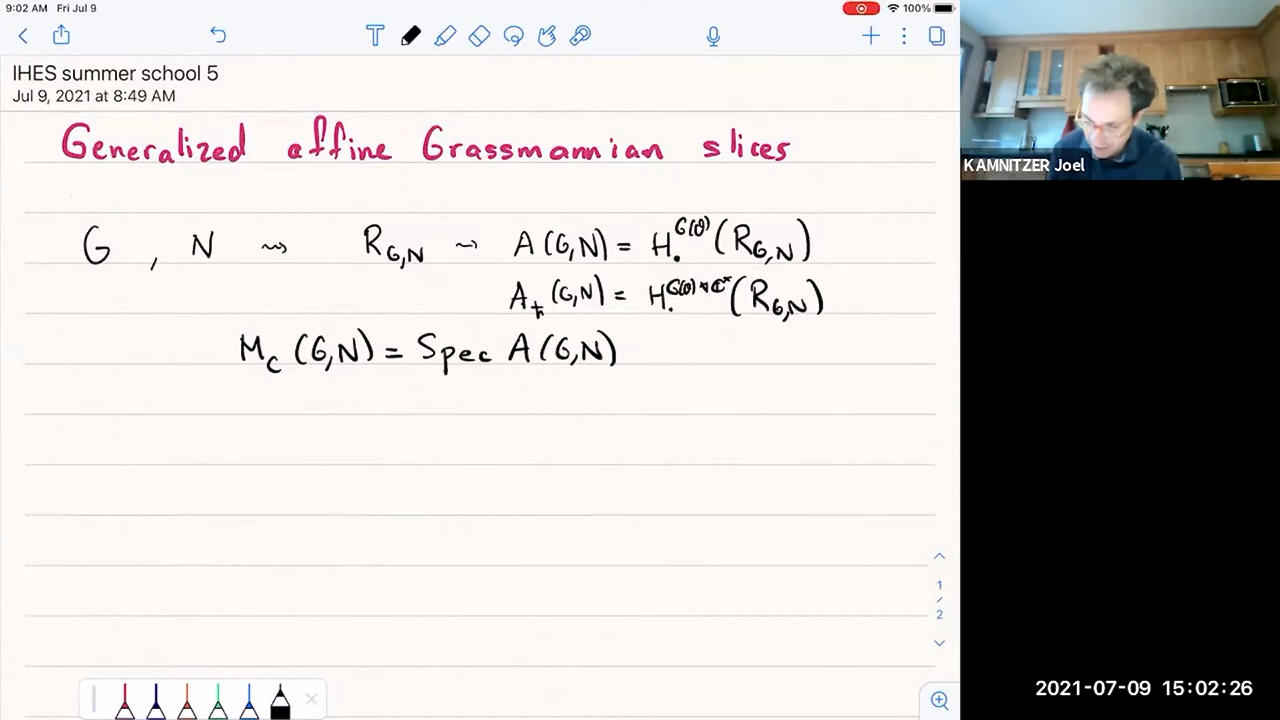 9:02 AM Fri Jul 9
100%
IHES summer school 5
Jul 9, 2021 at 8:49 AM
Generalized affine Grassmannian slices
G , N ⇝ R_{G,N} ⇝ A(G,N) = H_•^{G(O)}(R_{G,N})
A_ħ(G,N) = H_•^{G(O)⋊ℂ^×}(R_{G,N})
M_C(G,N) = Spec A(G,N)
KAMNITZER Joel
1
/
2
2021-07-09 15:02:26